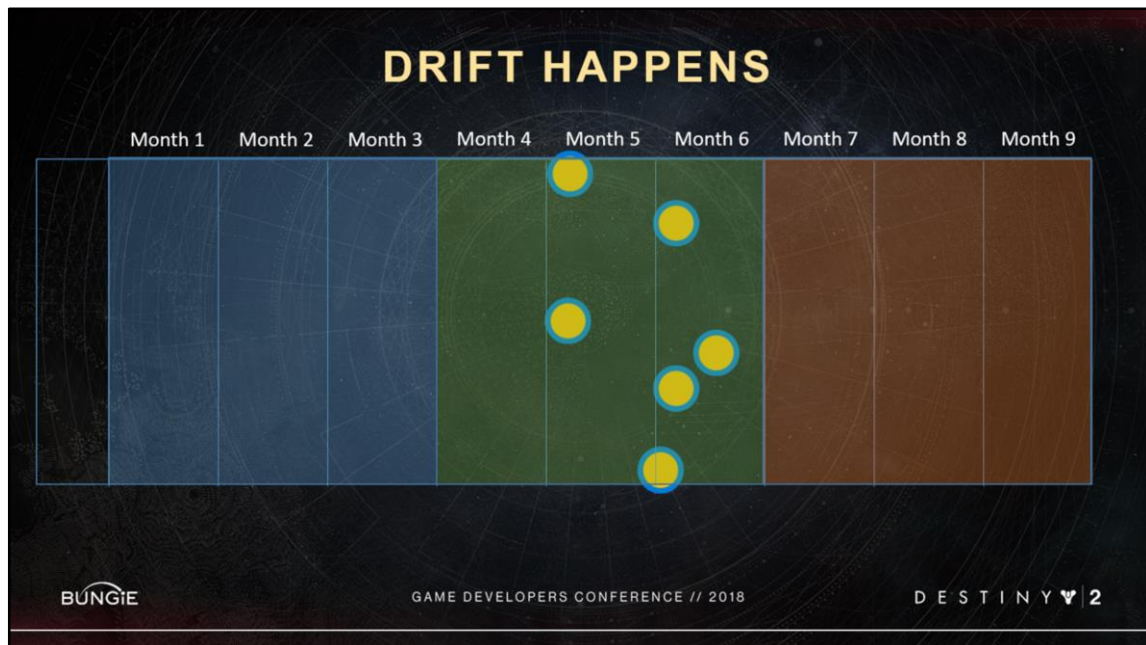 DRIFT HAPPENS
Month 1 Month 2 Month 3 Month 4 Month 5 Month 6 Month 7 Month 8 Month 9
BUNGiE GAME DEVELOPERS CONFERENCE // 2018 DESTINY 2